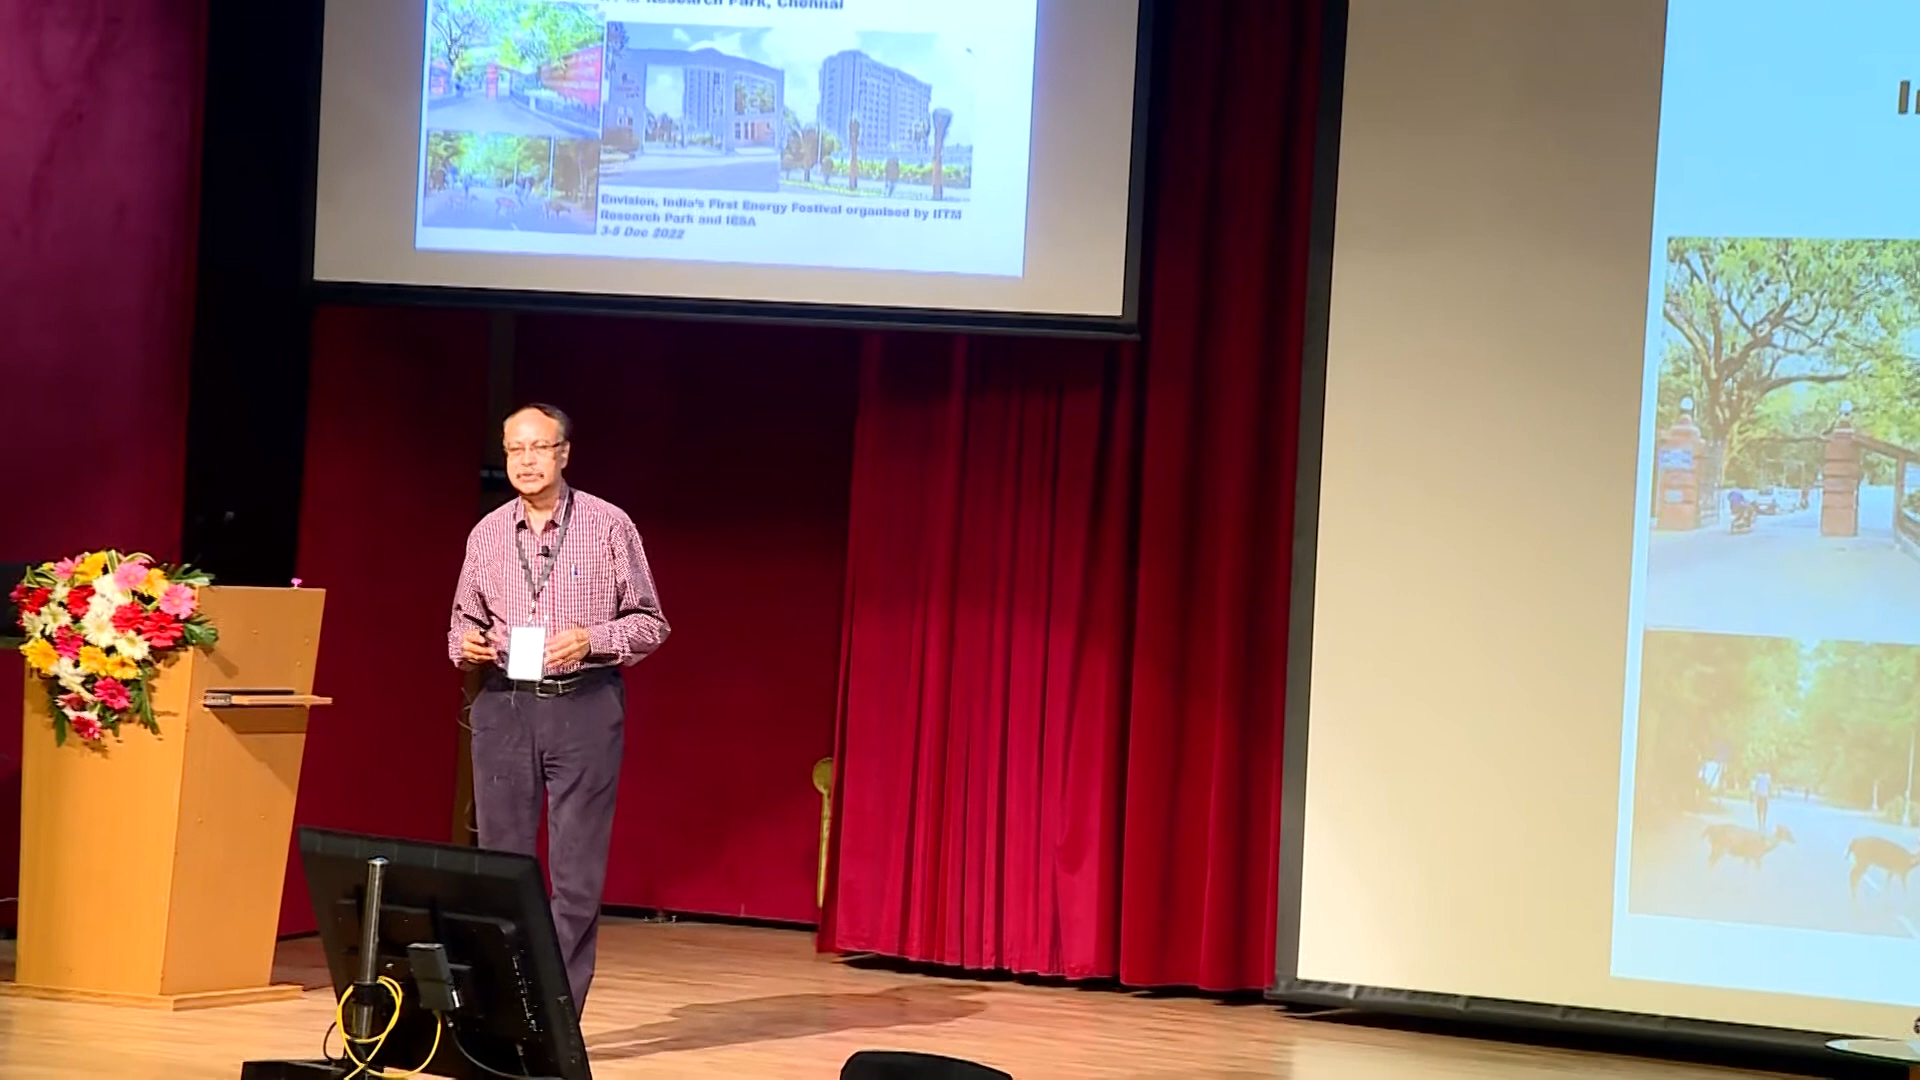 Research Park, Chennai
Envision, India's First Energy Festival organised by IITM
Research Park and IESA
3-5 Dec 2022